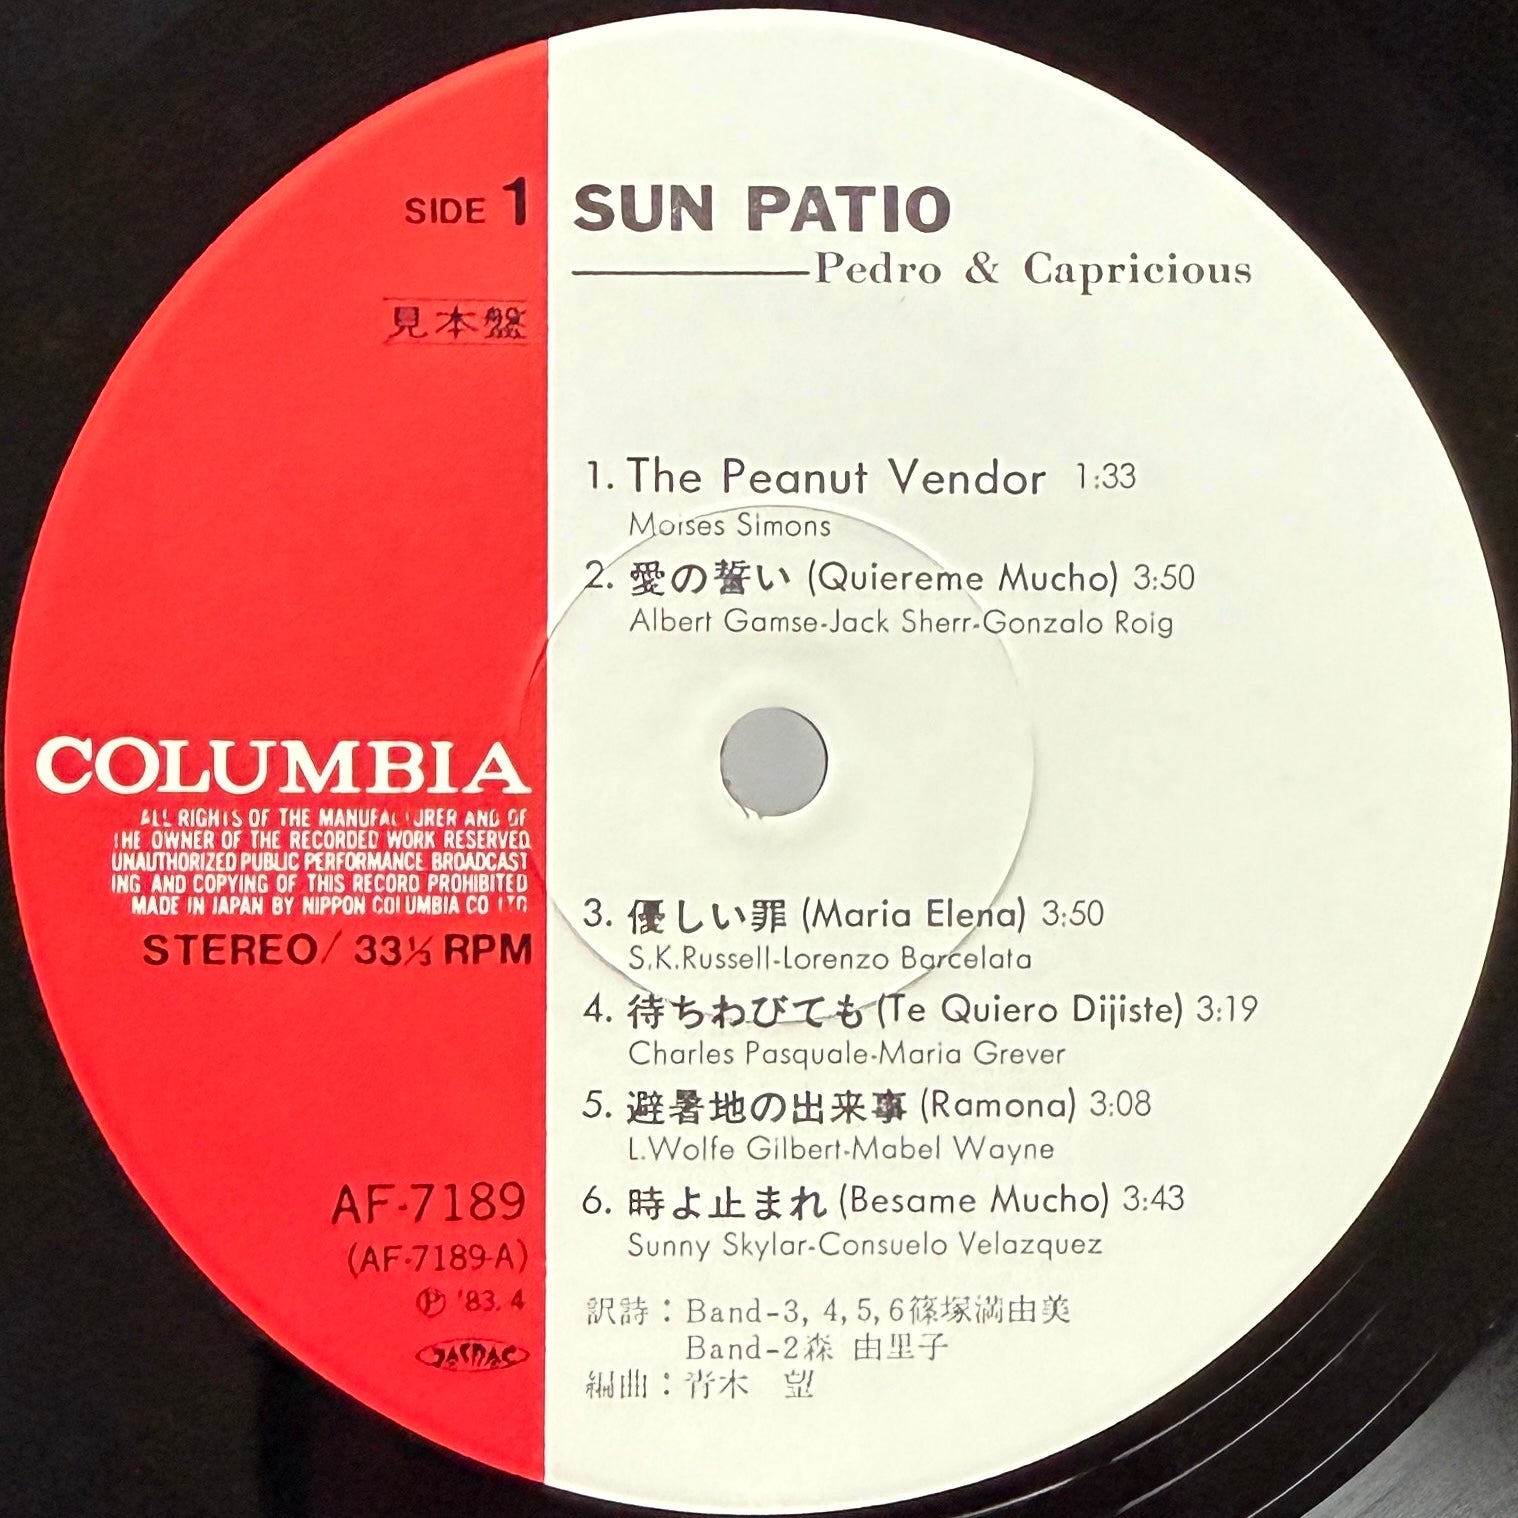 SIDE 1
SUN PATIO
Pedro & Capricious
見本盤
1. The Peanut Vendor 1:33
Moises Simons
2. 愛の誓い (Quiereme Mucho) 3:50
Albert Gamse-Jack Sherr-Gonzalo Roig
COLUMBIA
ALL RIGHTS OF THE MANUFACTURER AND OF
THE OWNER OF THE RECORDED WORK RESERVED
UNAUTHORIZED PUBLIC PERFORMANCE BROADCAST
ING AND COPYING OF THIS RECORD PROHIBITED
MADE IN JAPAN BY NIPPON COLUMBIA CO LTD
STEREO/ 33⅓ RPM
3. 優しい罪 (Maria Elena) 3:50
S.K.Russell-Lorenzo Barcelata
4. 待ちわびても (Te Quiero Dijiste) 3:19
Charles Pasquale-Maria Grever
5. 避暑地の出来事 (Ramona) 3:08
L.Wolfe Gilbert-Mabel Wayne
6. 時よ止まれ (Besame Mucho) 3:43
Sunny Skylar-Consuelo Velazquez
AF-7189
(AF-7189-A)
Ⓟ '83.4
JASRAC
訳詩：Band-3, 4, 5, 6篠塚満由美
Band-2森 由里子
編曲：青木 望